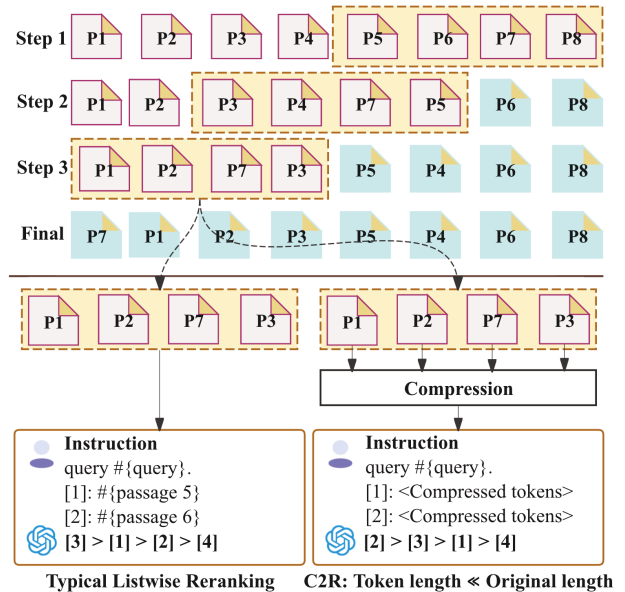 Step 1 P1 P2 P3 P4 P5 P6 P7 P8
Step 2 P1 P2 P3 P4 P7 P5 P6 P8
Step 3 P1 P2 P7 P3 P5 P4 P6 P8
Final P7 P1 P2 P3 P5 P4 P6 P8
P1 P2 P7 P3
P1 P2 P7 P3
Compression
Instruction
query #{query}.
[1]: #{passage 5}
[2]: #{passage 6}
[3] > [1] > [2] > [4]
Instruction
query #{query}.
[1]: <Compressed tokens>
[2]: <Compressed tokens>
[2] > [3] > [1] > [4]
Typical Listwise Reranking
C2R: Token length ≪ Original length